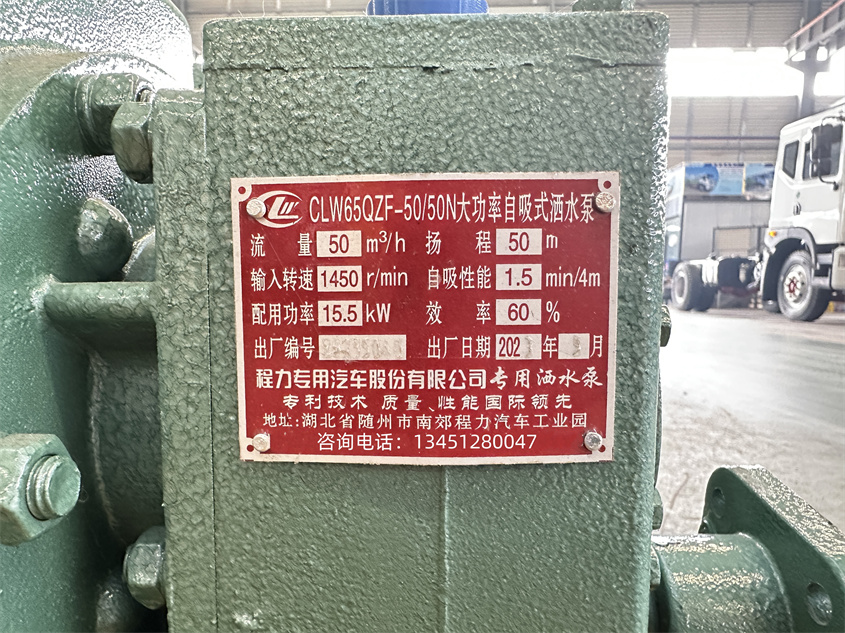 CLW65QZF-50/50N大功率自吸式洒水泵
流量 50 m³/h 扬程 50 m
输入转速 1450 r/min 自吸性能 1.5 min/4m
配用功率 15.5 kW 效率 60 %
出厂编号 出厂日期 202 年 月
程力专用汽车股份有限公司专用洒水泵
专利技术 质量、性能国际领先
地址:湖北省随州市南郊程力汽车工业园
咨询电话:13451280047